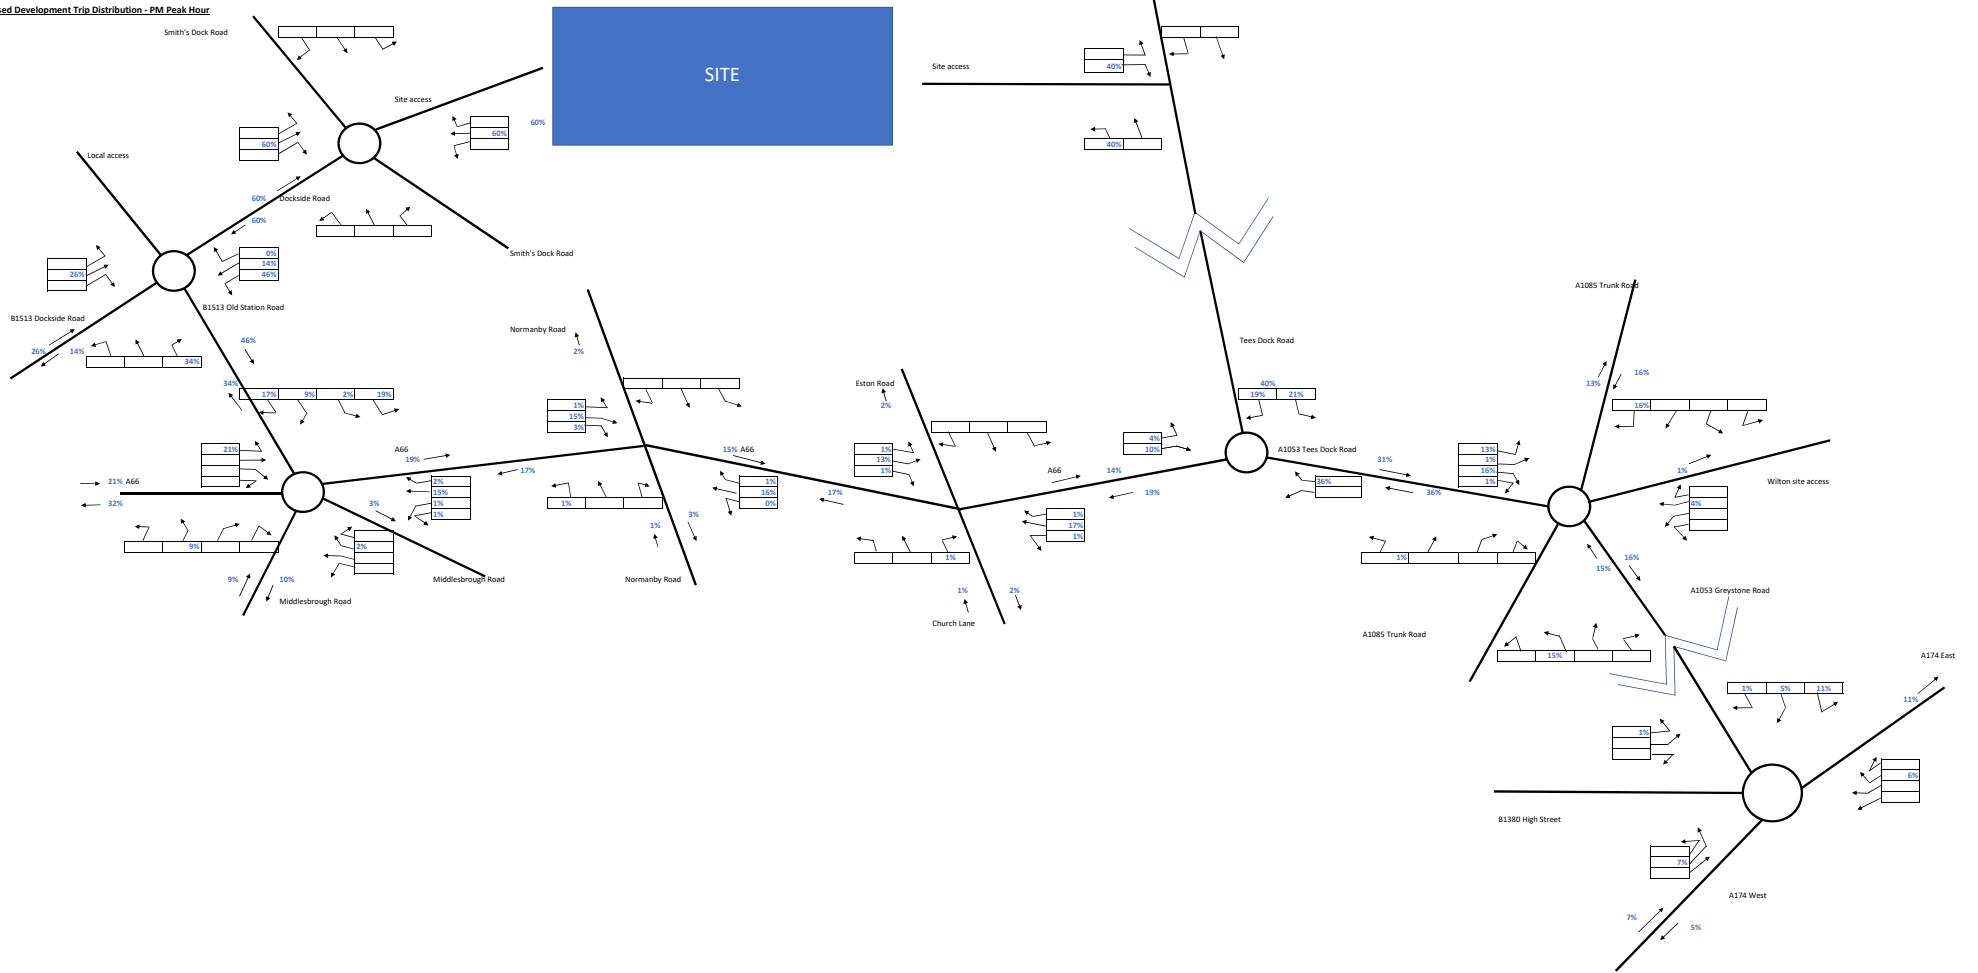 sed Development Trip Distribution - PM Peak Hour
Smith's Dock Road
SITE
Site access
40%
Site access
60%
60%
60%
40%
Local access
60%
Dockside Road
60%
Smith's Dock Road
0%
14%
46%
26%
B1513 Old Station Road
B1513 Dockside Road
26%
14%
34%
46%
Normanby Road
2%
A1085 Trunk Road
Tees Dock Road
13%
16%
34%
17%
9%
2%
19%
Eston Road
2%
40%
19%
21%
16%
1%
15%
3%
21%
A66
19%
17%
15% A66
1%
13%
1%
4%
10%
A1053 Tees Dock Road
31%
13%
1%
16%
1%
1%
21% A66
32%
3%
2%
15%
1%
1%
1%
3%
1%
1%
16%
0%
17%
A66
14%
19%
36%
36%
Wilton site access
4%
9%
2%
1%
17%
1%
1%
1%
16%
15%
9%
10%
Middlesbrough Road
Middlesbrough Road
Normanby Road
1%
2%
Church Lane
A1053 Greystone Road
A1085 Trunk Road
15%
A174 East
1%
5%
11%
11%
1%
6%
B1380 High Street
7%
A174 West
7%
5%